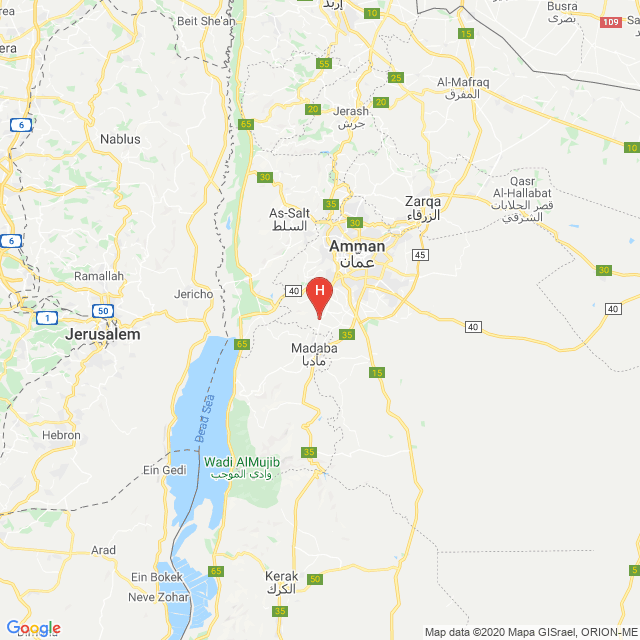 إربد
Busra
بصرى
109
Beit She'an
15
55
25
Al-Mafraq
المفرق
20
20
Jerash
جرش
6
65
10
Nablus
30
Qasr
Al-Hallabat
قصر الحلابات
الشرقي
35
Zarqa
الزرقاء
As-Salt
السلط
30
6
Amman
عمّان
45
Ramallah
30
Jericho
40
H
50
40
1
Jerusalem
40
35
65
Madaba
مادبا
15
Dead Sea
Hebron
35
Wadi AlMujib
وادي الموجب
Ein Gedi
Arad
Ein Bokek
65
Kerak
الكرك
50
5
Neve Zohar
35
Google
Map data ©2020 Mapa GISrael, ORION-ME